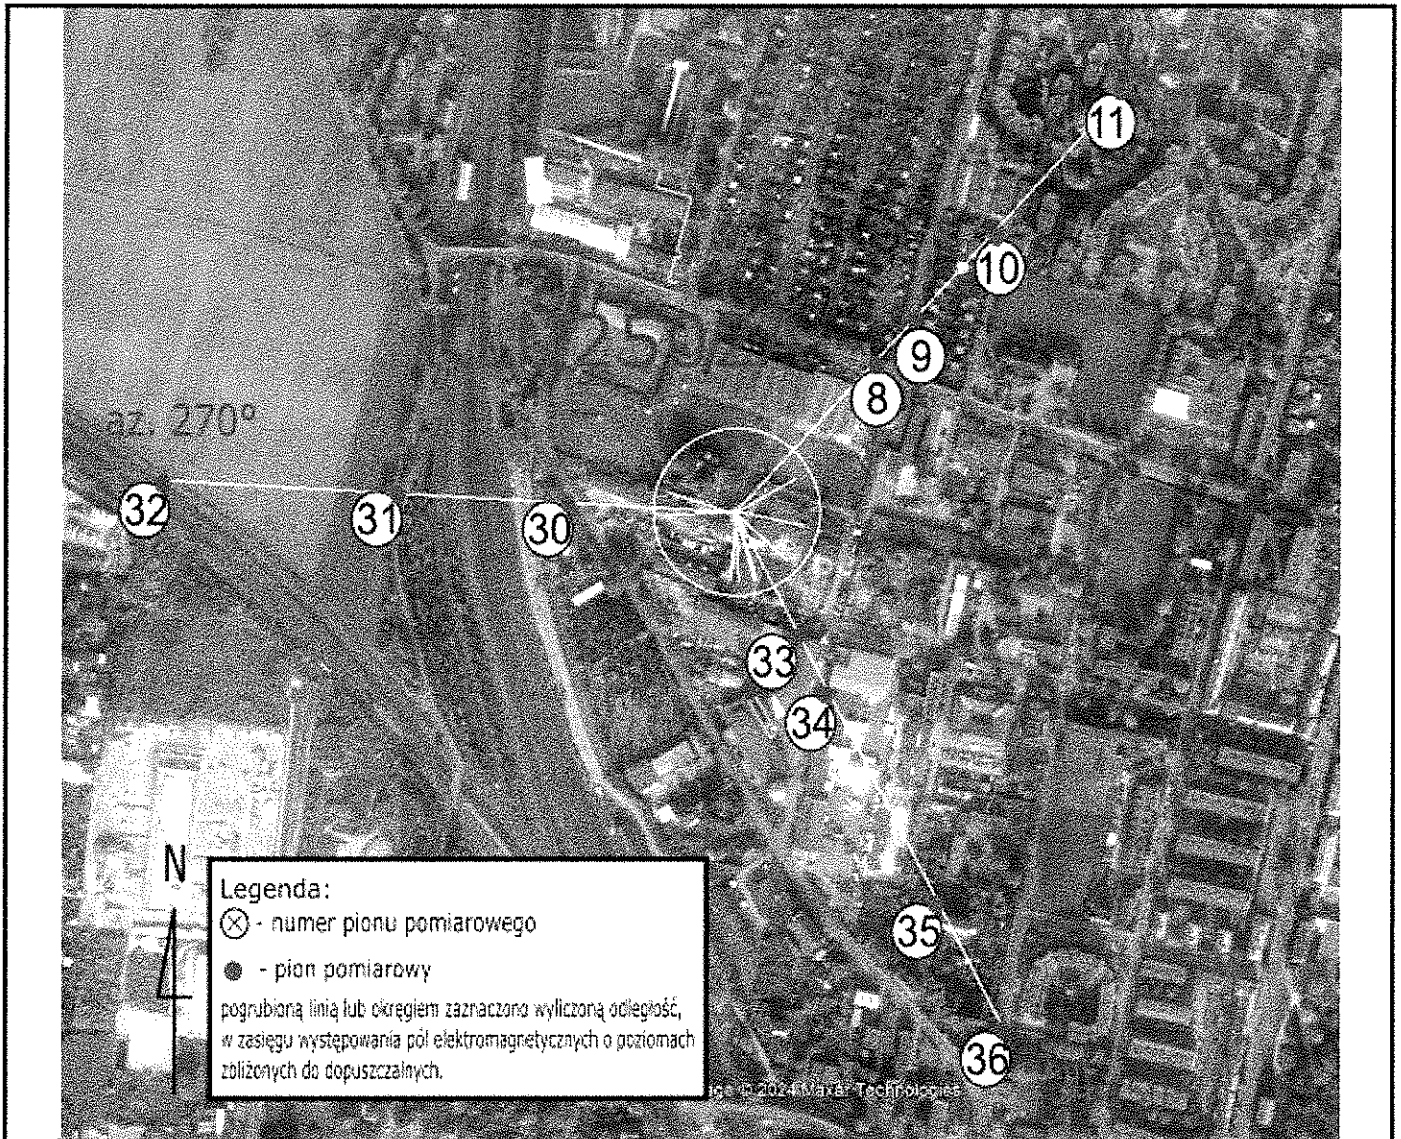 11
10
9
8
az. 270°
32
31
30
33
34
N
Legenda:
- numer pionu pomiarowego
35
- pion pomiarowy
pogrubioną linią lub okręgiem zaznaczono wyliczoną odległość,
w zasięgu występowania pól elektromagnetycznych o poziomach
zbliżonych do dopuszczalnych.
36
© 2024 Maxar Technologies